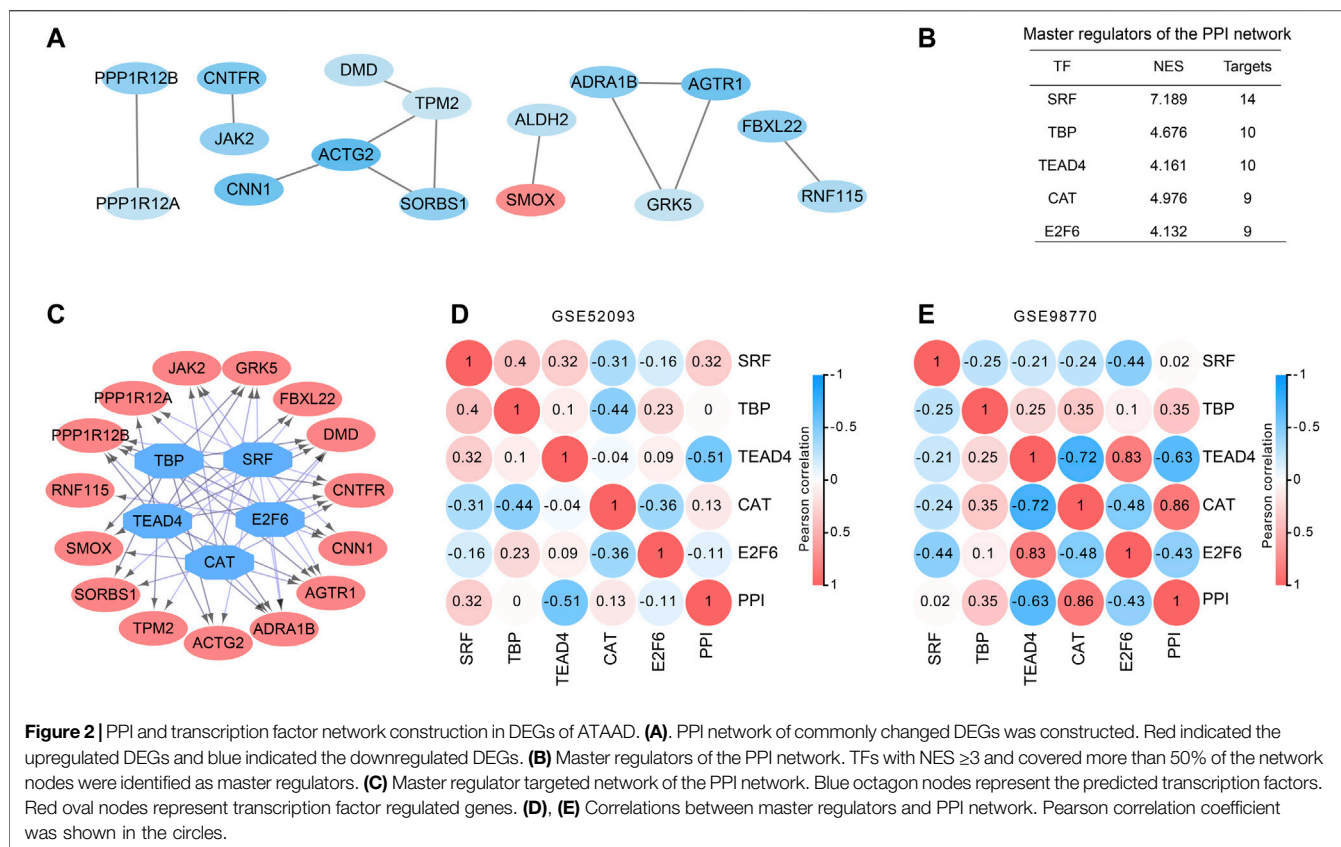 A
PPP1R12B
CNTFR
DMD
ADRA1B
AGTR1
TPM2
ALDH2
FBXL22
JAK2
ACTG2
CNN1
SORBS1
SMOX
GRK5
RNF115
PPP1R12A
B
Master regulators of the PPI network
TF NES Targets
SRF 7.189 14
TBP 4.676 10
TEAD4 4.161 10
CAT 4.976 9
E2F6 4.132 9
C
JAK2
GRK5
PPP1R12A
FBXL22
PPP1R12B
DMD
TBP
SRF
RNF115
CNTFR
TEAD4
E2F6
SMOX
CNN1
CAT
SORBS1
AGTR1
TPM2
ACTG2
ADRA1B
D
GSE52093
1 0.4 0.32 -0.31 -0.16 0.32 SRF
0.4 1 0.1 -0.44 0.23 0 TBP
0.32 0.1 1 -0.04 0.09 -0.51 TEAD4
-0.31 -0.44 -0.04 1 -0.36 0.13 CAT
-0.16 0.23 0.09 -0.36 1 -0.11 E2F6
0.32 0 -0.51 0.13 -0.11 1 PPI
SRF TBP TEAD4 CAT E2F6 PPI
-1
-0.5
0
0.5
1
Pearson correlation
E
GSE98770
1 -0.25 -0.21 -0.24 -0.44 0.02 SRF
-0.25 1 0.25 0.35 0.1 0.35 TBP
-0.21 0.25 1 -0.72 0.83 -0.63 TEAD4
-0.24 0.35 -0.72 1 -0.48 0.86 CAT
-0.44 0.1 0.83 -0.48 1 -0.43 E2F6
0.02 0.35 -0.63 0.86 -0.43 1 PPI
SRF TBP TEAD4 CAT E2F6 PPI
-1
-0.5
0
0.5
1
Pearson correlation
Figure 2 | PPI and transcription factor network construction in DEGs of ATAAD. (A). PPI network of commonly changed DEGs was constructed. Red indicated the
upregulated DEGs and blue indicated the downregulated DEGs. (B) Master regulators of the PPI network. TFs with NES ≥3 and covered more than 50% of the network
nodes were identified as master regulators. (C) Master regulator targeted network of the PPI network. Blue octagon nodes represent the predicted transcription factors.
Red oval nodes represent transcription factor regulated genes. (D), (E) Correlations between master regulators and PPI network. Pearson correlation coefficient
was shown in the circles.